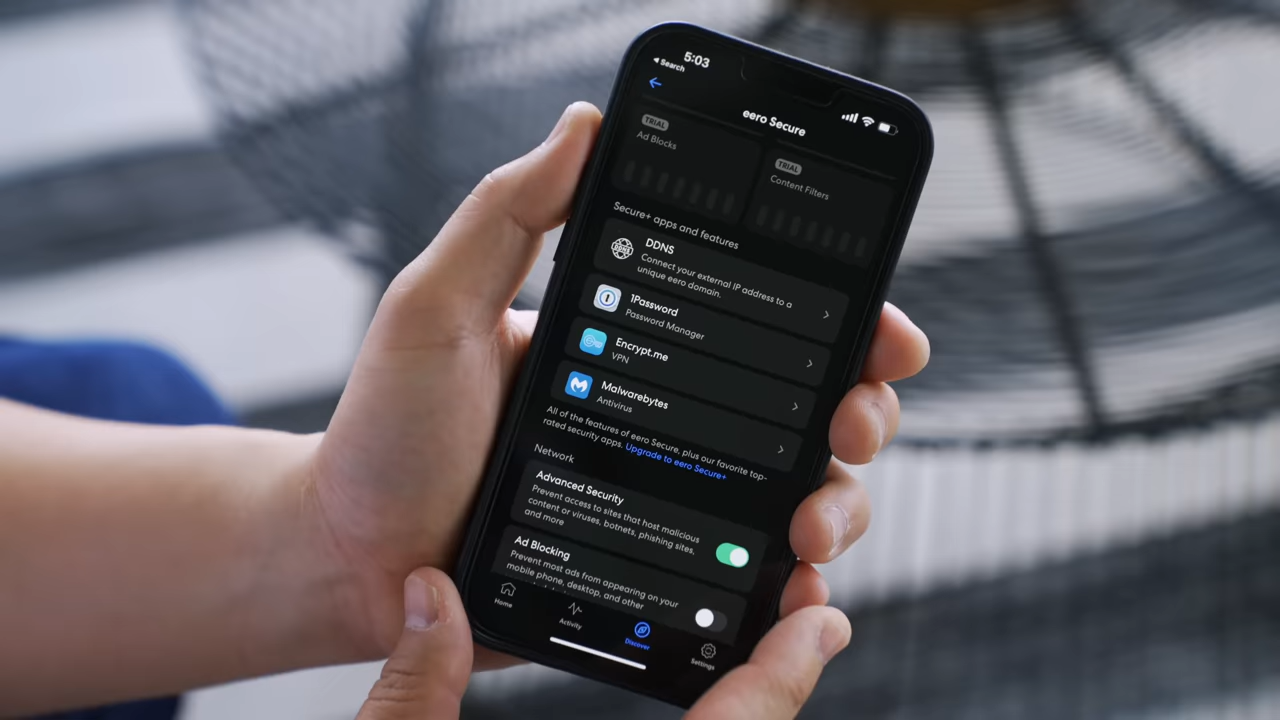 5:03
Search
eero Secure
TRIAL
Ad Blocks
TRIAL
Content Filters
Secure+ apps and features
DDNS
DDNS
Connect your external IP address to a
unique eero domain.
1Password
Password Manager
Encrypt.me
VPN
Malwarebytes
Antivirus
All of the features of eero Secure, plus our favorite top-
rated security apps. Upgrade to eero Secure+
Network
Advanced Security
Prevent access to sites that host malicious
content or viruses, botnets, phishing sites,
and more
Ad Blocking
Prevent most ads from appearing on your
mobile phone, desktop, and other
Home
Activity
Discover
Settings